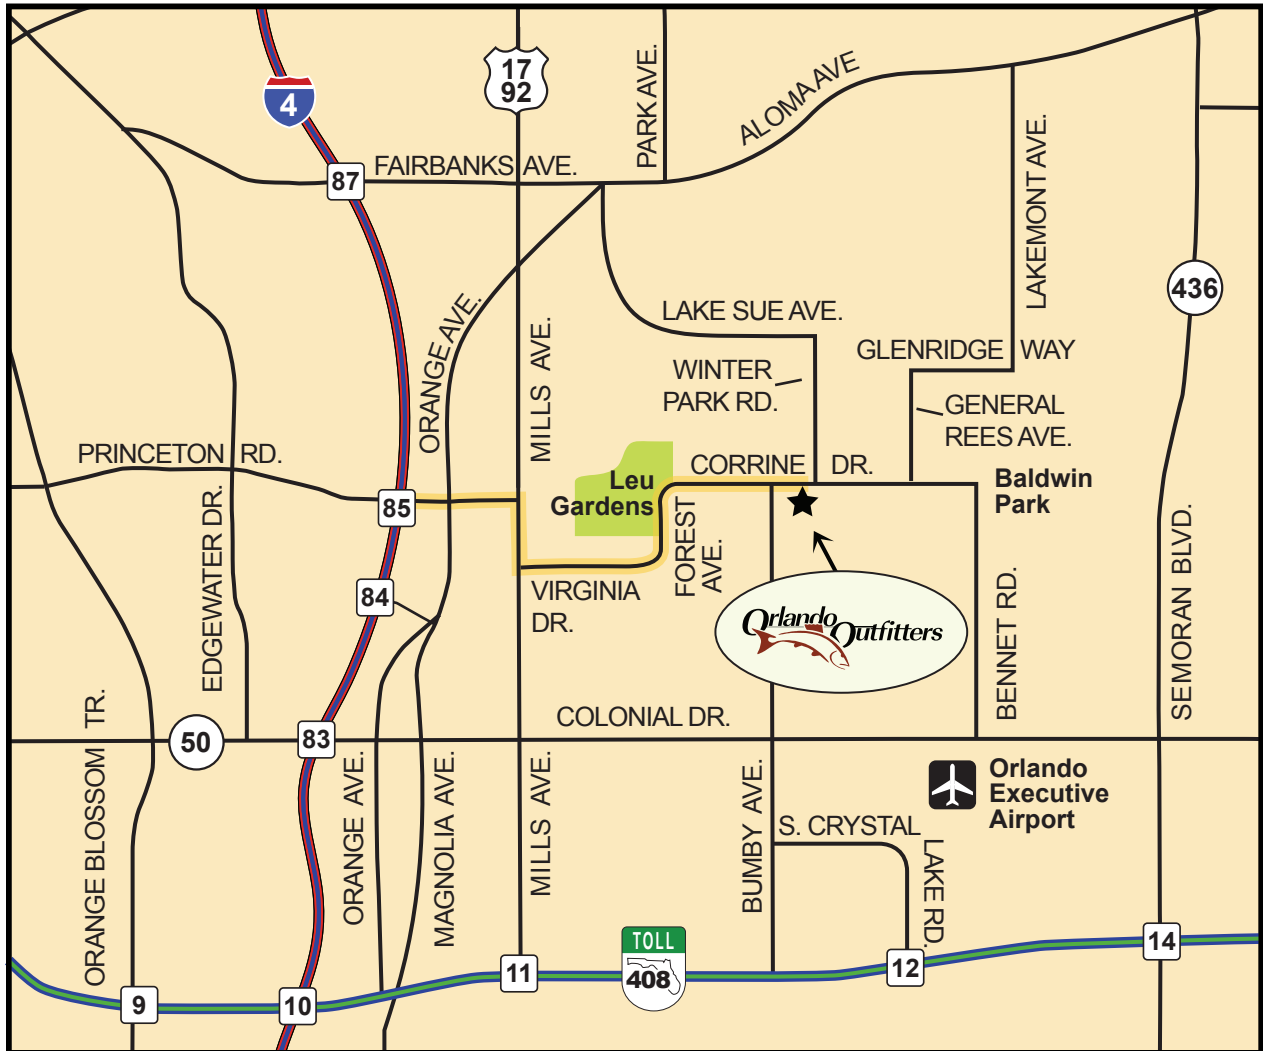 17
92
PARK AVE.
ALOMA AVE
4
FAIRBANKS AVE.
87
LAKEMONT AVE.
436
LAKE SUE AVE.
ORANGE AVE.
MILLS AVE.
GLENRIDGE WAY
WINTER
PARK RD.
GENERAL
REES AVE.
PRINCETON RD.
CORRINE DR.
Leu
Gardens
Baldwin
Park
85
EDGEWATER DR.
FOREST
AVE.
84
VIRGINIA
DR.
Orlando Outfitters
BENNET RD.
SEMORAN BLVD.
COLONIAL DR.
50
83
ORANGE BLOSSOM TR.
ORANGE AVE.
MAGNOLIA AVE.
MILLS AVE.
BUMBY AVE.
Orlando
Executive
Airport
S. CRYSTAL
LAKE RD.
TOLL
408
9
10
11
12
14